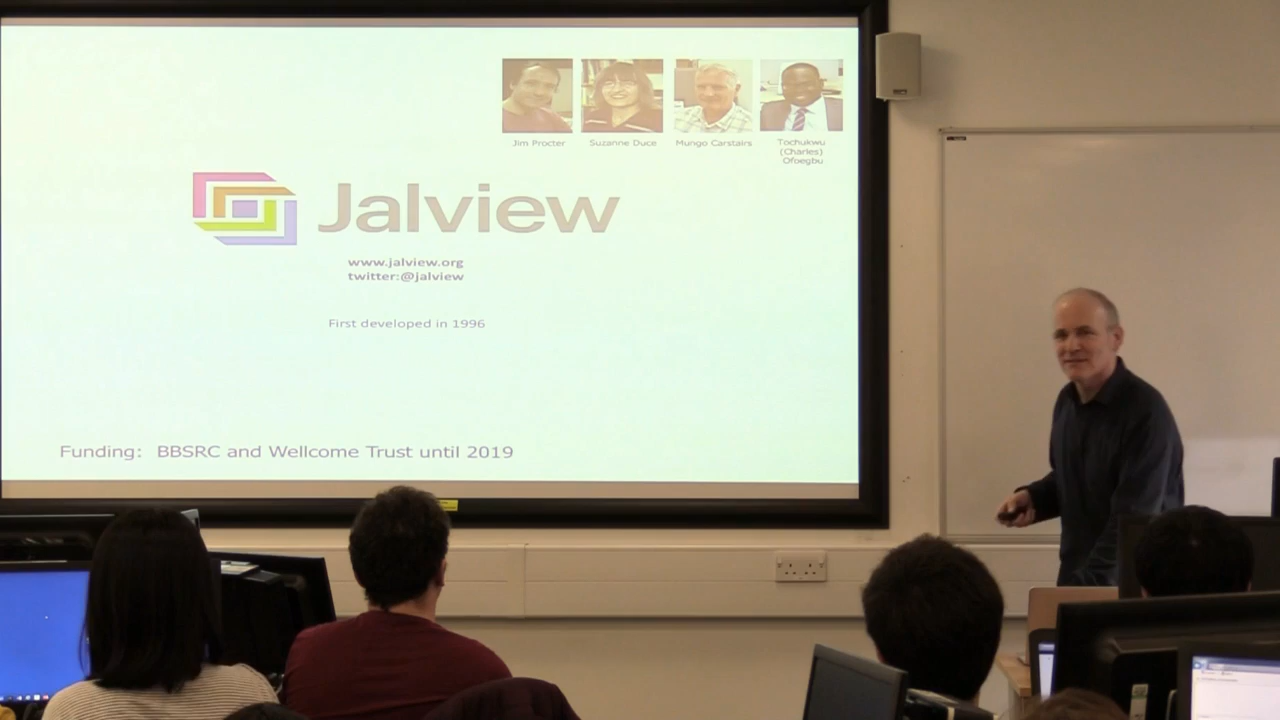 Jim Procter
Suzanne Duce
Mungo Carstairs
Tochukwu
(Charles)
Ofoegbu
Jalview
www.jalview.org
twitter:@jalview
First developed in 1996
Funding: BBSRC and Wellcome Trust until 2019